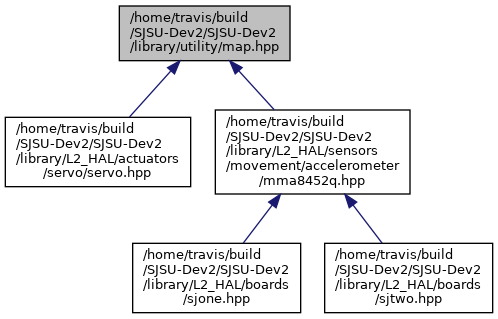 /home/travis/build
/SJSU-Dev2/SJSU-Dev2
/library/utility/map.hpp
/home/travis/build
/SJSU-Dev2/SJSU-Dev2
/library/L2_HAL/actuators
/servo/servo.hpp
/home/travis/build
/SJSU-Dev2/SJSU-Dev2
/library/L2_HAL/sensors
/movement/accelerometer
/mma8452q.hpp
/home/travis/build
/SJSU-Dev2/SJSU-Dev2
/library/L2_HAL/boards
/sjone.hpp
/home/travis/build
/SJSU-Dev2/SJSU-Dev2
/library/L2_HAL/boards
/sjtwo.hpp